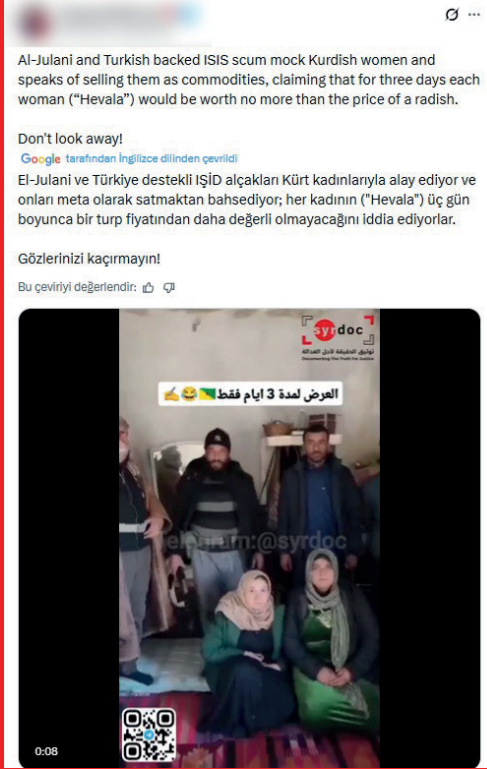 Al-Julani and Turkish backed ISIS scum mock Kurdish women and
speaks of selling them as commodities, claiming that for three days each
woman (“Hevala”) would be worth no more than the price of a radish.
Don't look away!
Google tarafından İngilizce dilinden çevrildi
El-Julani ve Türkiye destekli IŞİD alçakları Kürt kadınlarıyla alay ediyor ve
onları meta olarak satmaktan bahsediyor; her kadının ("Hevala") üç gün
boyunca bir turp fiyatından daha değerli olmayacağını iddia ediyorlar.
Gözlerinizi kaçırmayın!
Bu çeviriyi değerlendir:
syrdoc
توثيق الحقيقة لأجل العدالة
Documenting The Truth For Justice
العرض لمدة 3 ايام فقط
Telegram:@syrdoc
0:08